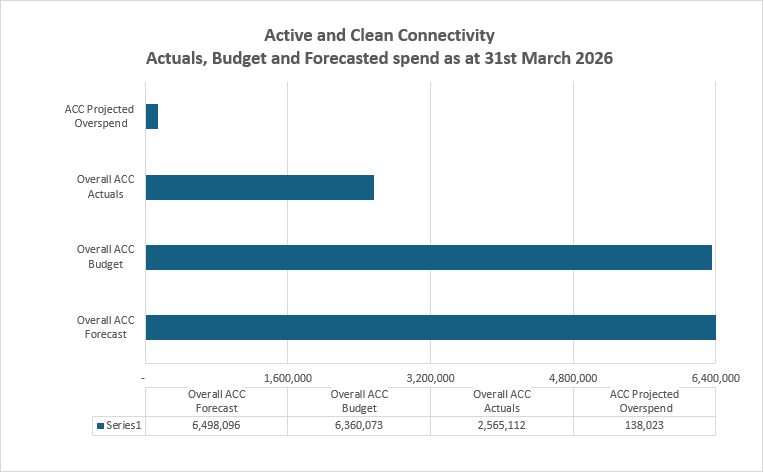 Active and Clean Connectivity
Actuals, Budget and Forecasted spend as at 31st March 2026
ACC Projected
Overspend
Overall ACC
Actuals
Overall ACC
Budget
Overall ACC
Forecast
- 1,600,000 3,200,000 4,800,000 6,400,000
Overall ACC Overall ACC Overall ACC ACC Projected
Forecast Budget Actuals Overspend
Series1 6,498,096 6,360,073 2,565,112 138,023